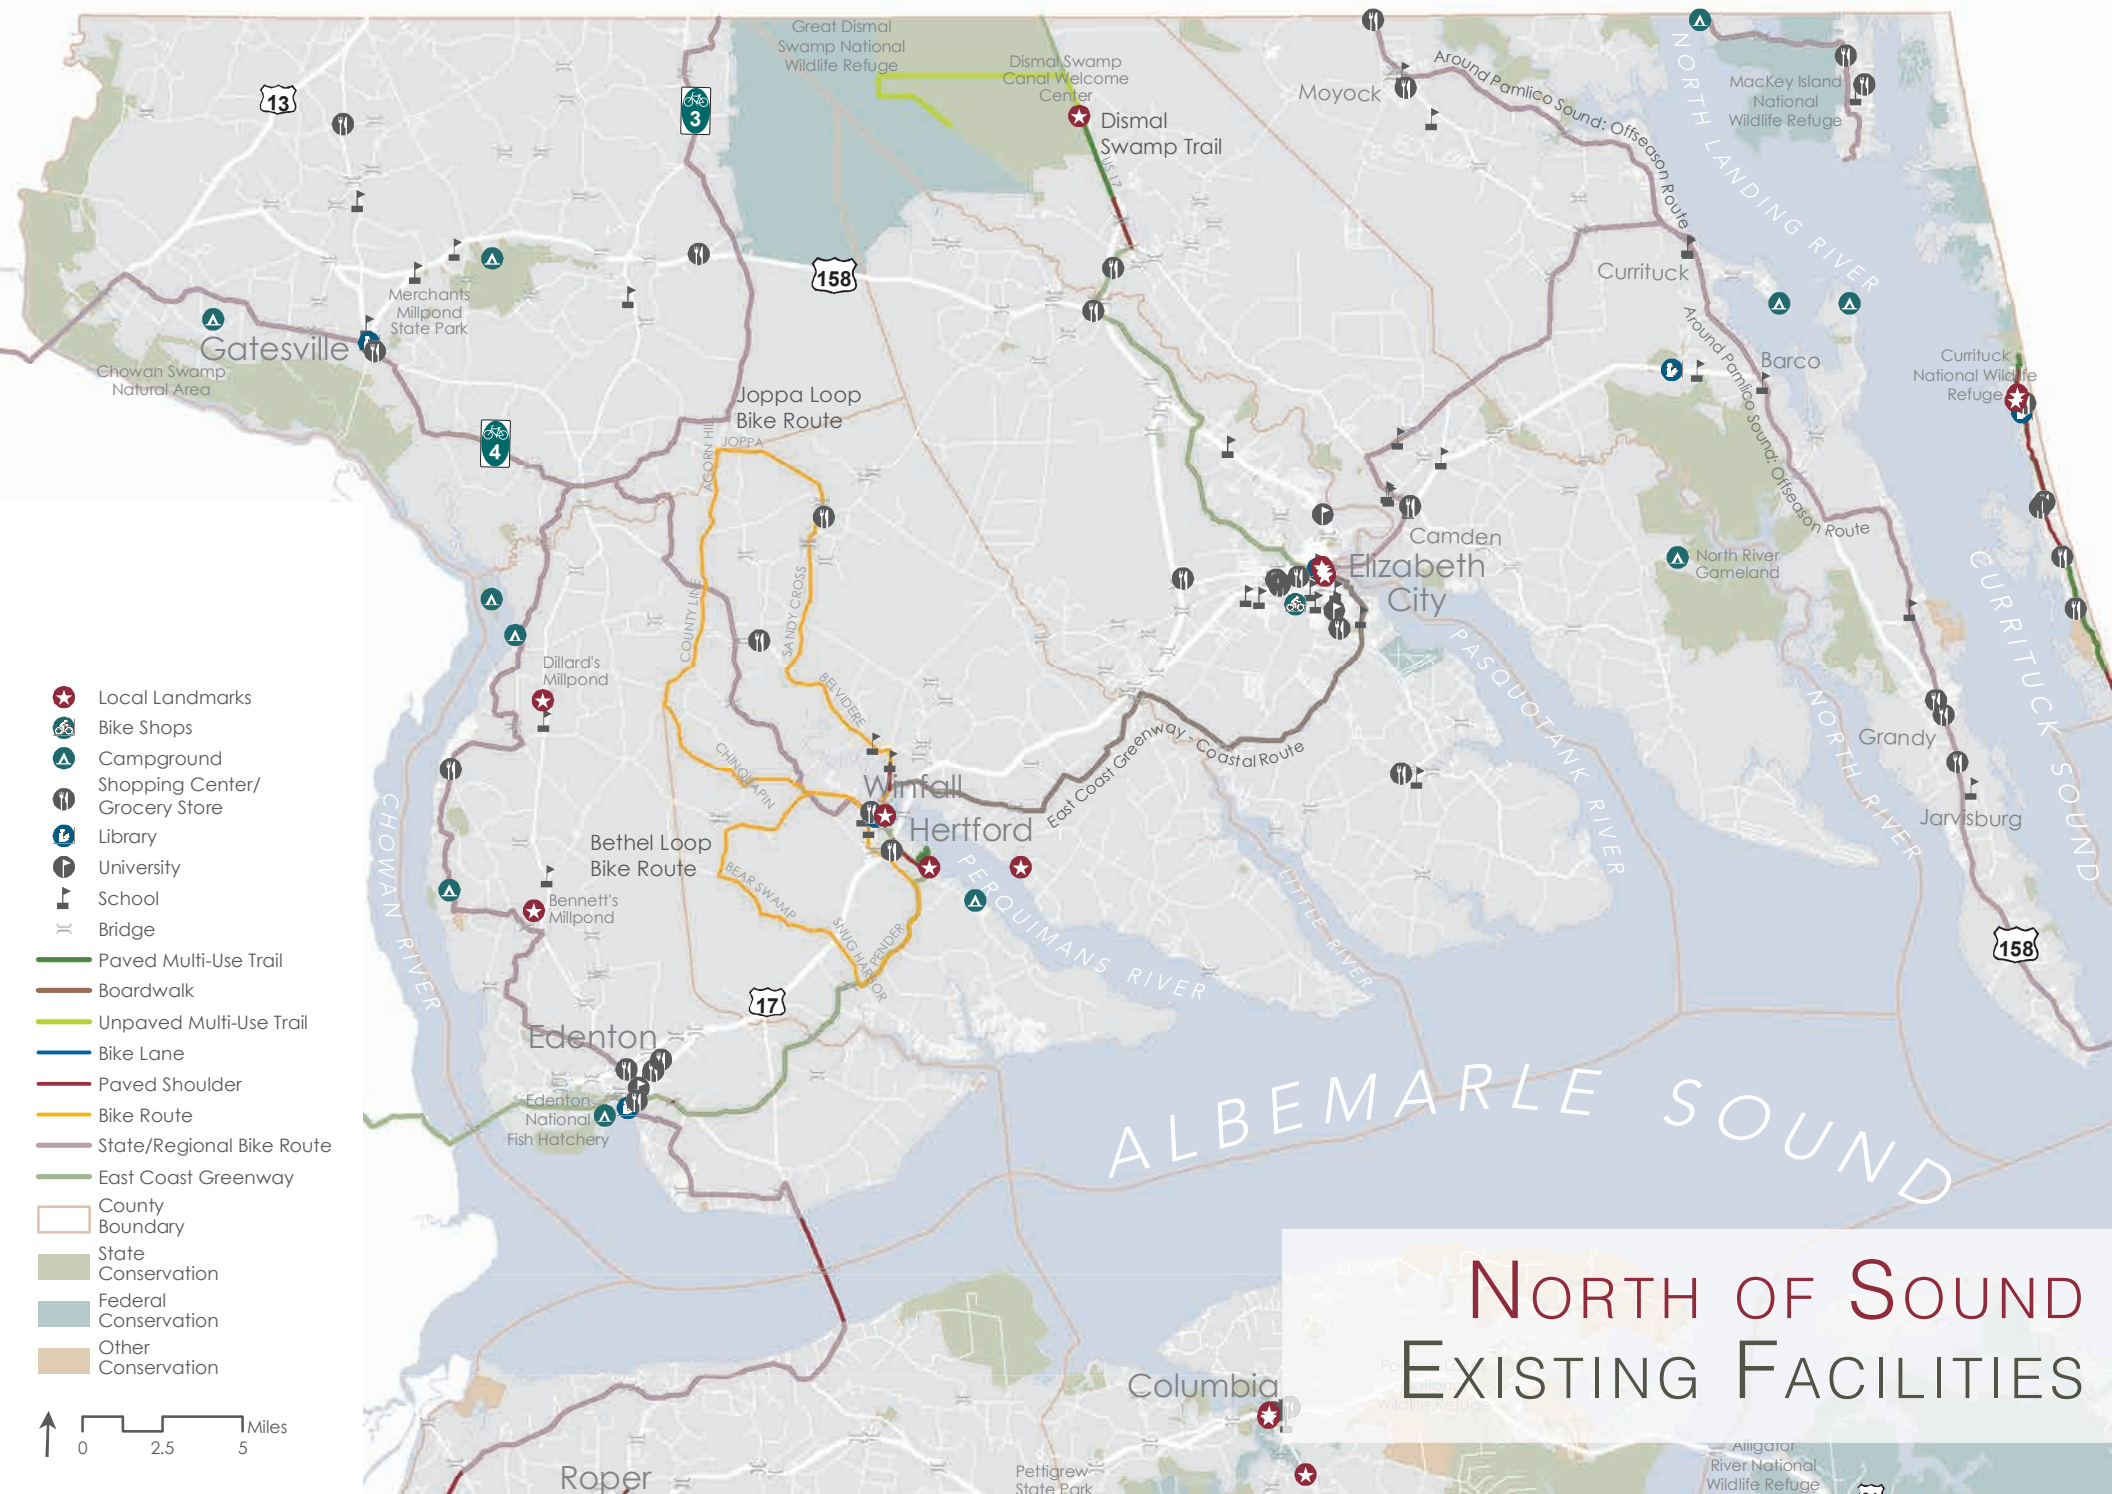 Great Dismal
Swamp National
Wildlife Refuge
Dismal Swamp
Canal Welcome
Center
Dismal
Swamp Trail
US 17
13
3
Moyock
Around Pamlico Sound: Offseason Route
NORTH LANDING RIVER
MacKey Island
National
Wildlife Refuge
158
Merchants
Millpond
State Park
Gatesville
Chowan Swamp
Natural Area
4
Joppa Loop
Bike Route
JOPPA
ACORN HILL
Currituck
Around Pamlico Sound: Offseason Route
Barco
Currituck
National Wildlife
Refuge
Camden
Elizabeth
City
North River
Gameland
CURRITUCK SOUND
COUNTY LINE
SANDY CROSS
BELVIDERE
CHINQUAPIN
Dillard's
Millpond
PASQUOTANK RIVER
NORTH RIVER
Grandy
Jarvisburg
Winfall
Hertford
East Coast Greenway - Coastal Route
Bethel Loop
Bike Route
BEAR SWAMP
SNUG HARBOR
PENDER
PERQUIMANS RIVER
LITTLE RIVER
Bennett's
Millpond
CHOWAN RIVER
17
158
Edenton
Edenton
National
Fish Hatchery
ALBEMARLE SOUND
Local Landmarks
Bike Shops
Campground
Shopping Center/
Grocery Store
Library
University
School
Bridge
Paved Multi-Use Trail
Boardwalk
Unpaved Multi-Use Trail
Bike Lane
Paved Shoulder
Bike Route
State/Regional Bike Route
East Coast Greenway
County
Boundary
State
Conservation
Federal
Conservation
Other
Conservation
Miles
0 2.5 5
North of Sound
Existing Facilities
Columbia
Wildlife Refuge
Roper
Pettigrew
State Park
Alligator
River National
Wildlife Refuge